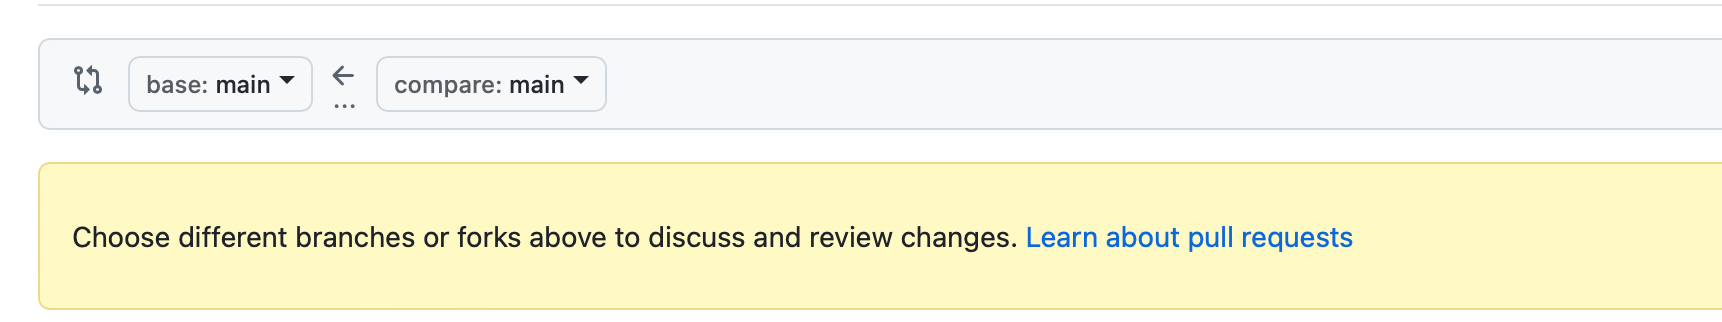 base: main ← compare: main
...
Choose different branches or forks above to discuss and review changes. Learn about pull requests